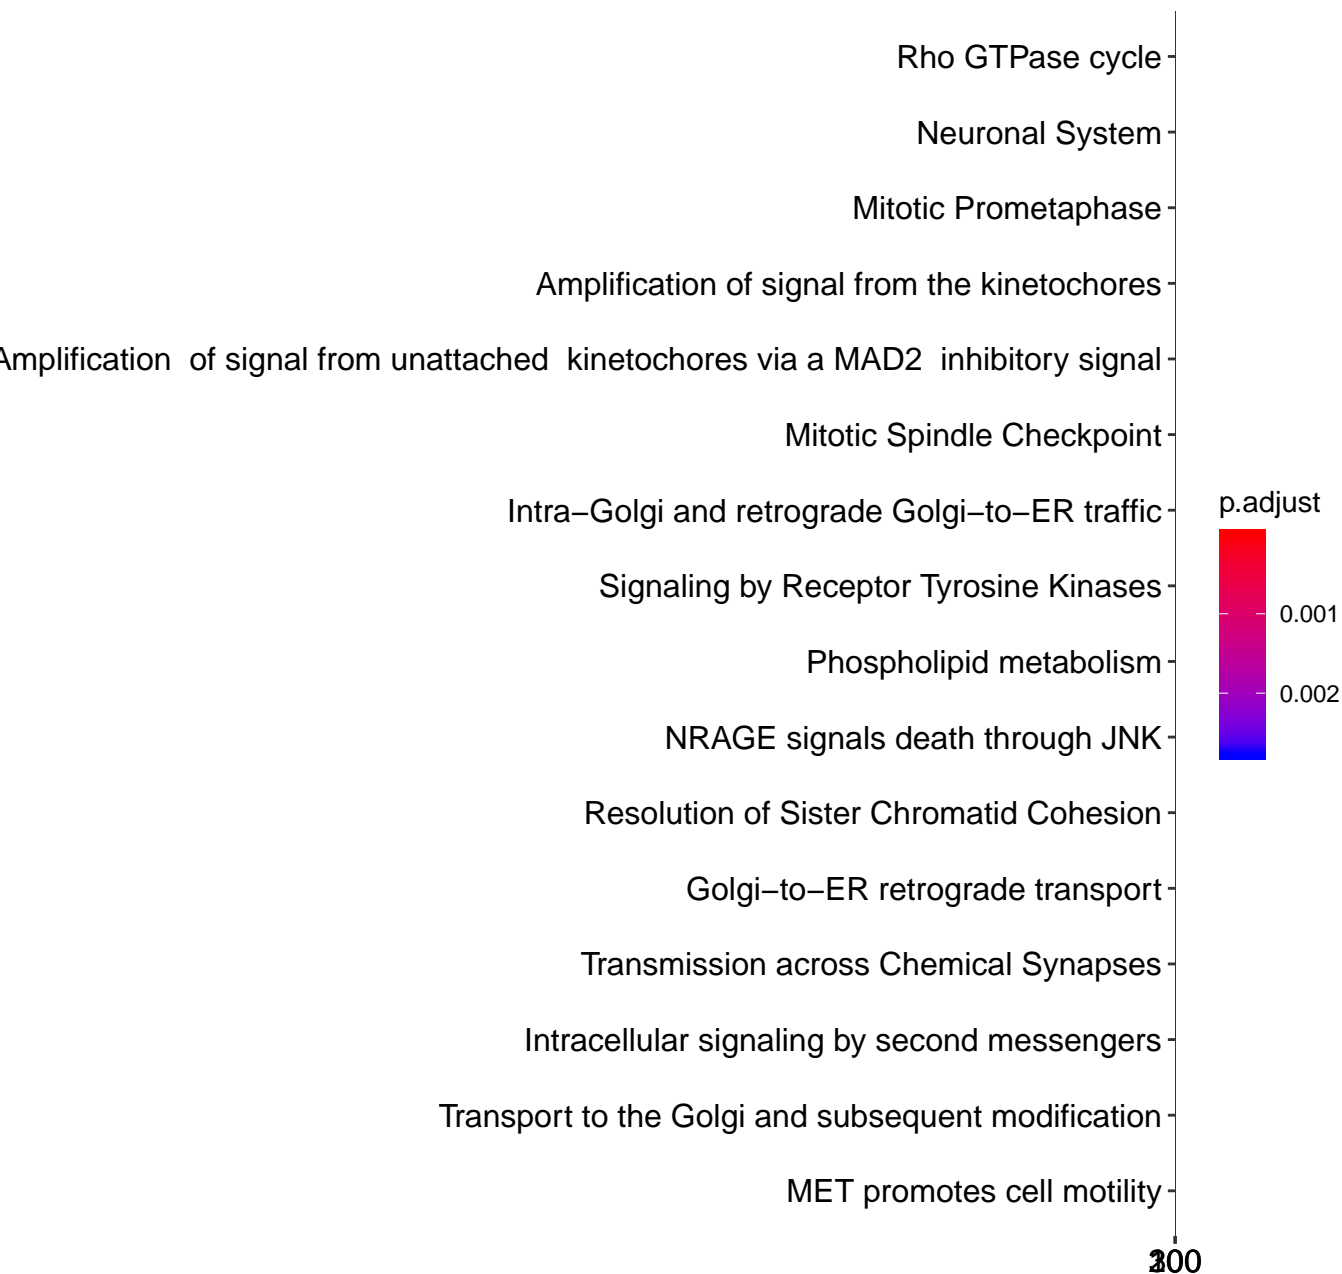 Rho GTPase cycle
Neuronal System
Mitotic Prometaphase
Amplification of signal from the kinetochores
Amplification  of signal from unattached  kinetochores via a MAD2  inhibitory signal
Mitotic Spindle Checkpoint
Intra−Golgi and retrograde Golgi−to−ER traffic
Signaling by Receptor Tyrosine Kinases
Phospholipid metabolism
NRAGE signals death through JNK
Resolution of Sister Chromatid Cohesion
Golgi−to−ER retrograde transport
Transmission across Chemical Synapses
Intracellular signaling by second messengers
Transport to the Golgi and subsequent modification
MET promotes cell motility
p.adjust
0.001
0.002